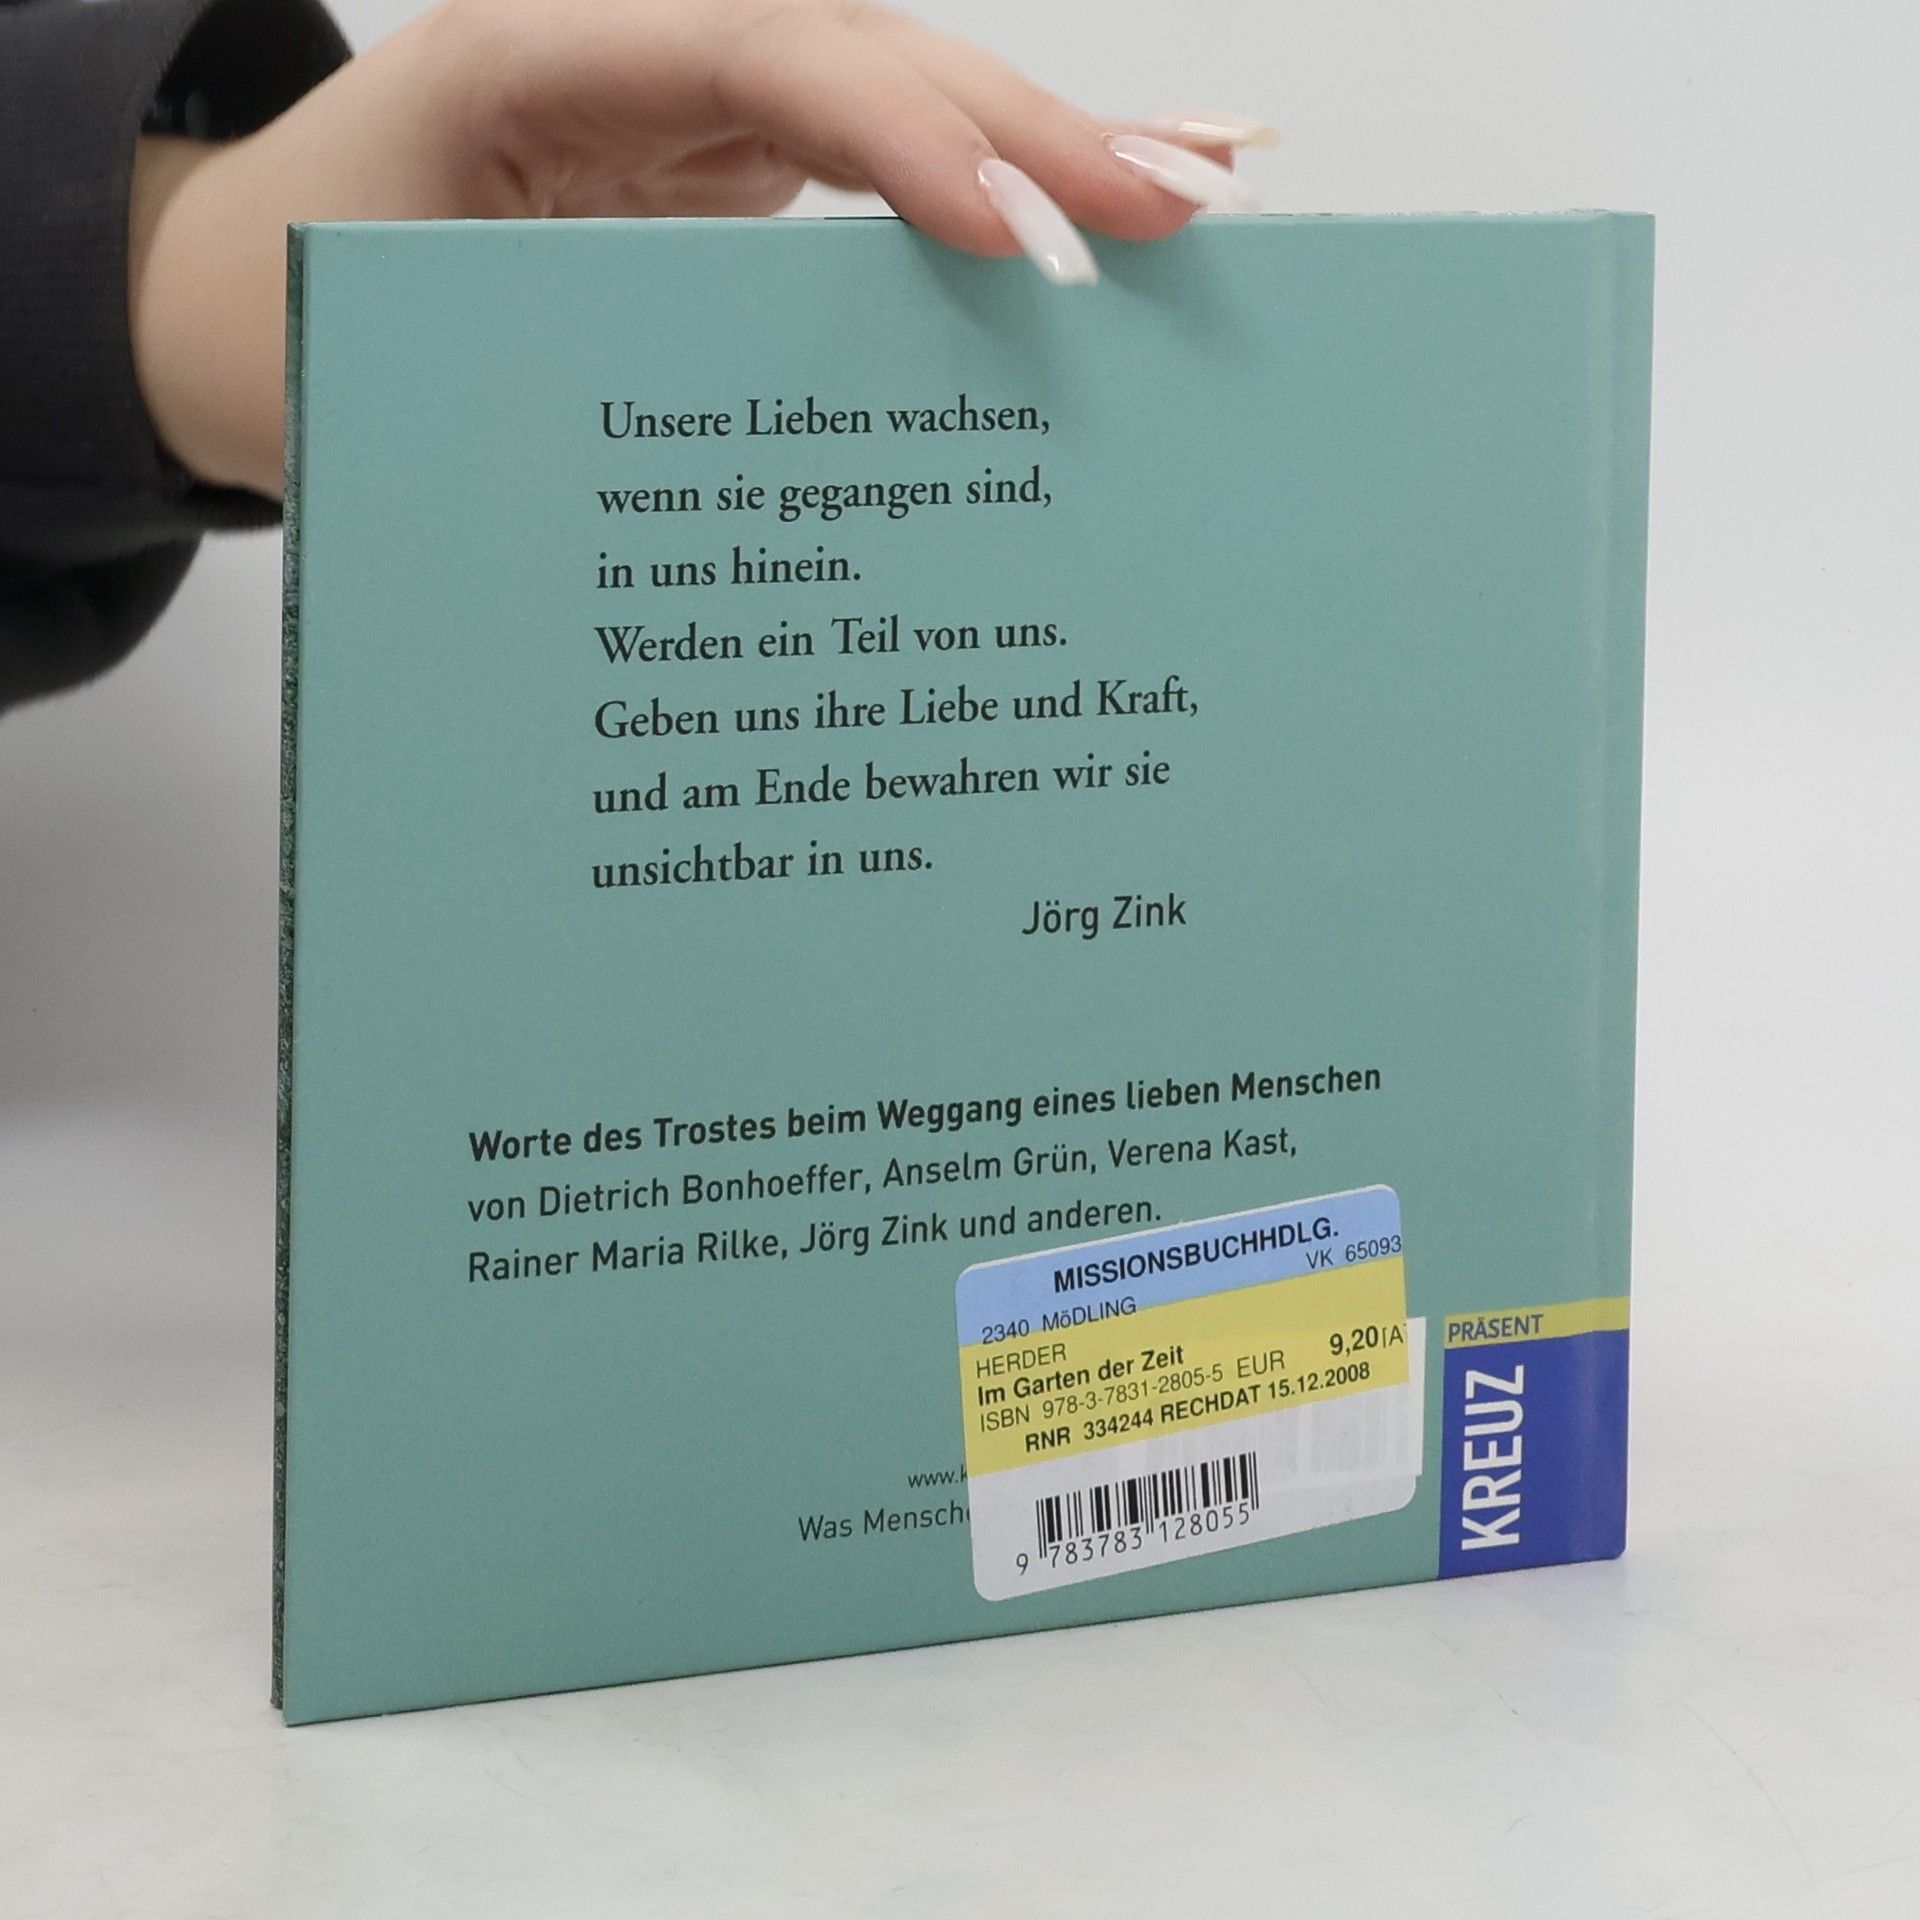 Unsere Lieben wachsen,
wenn sie gegangen sind,
in uns hinein.
Werden ein Teil von uns.
Geben uns ihre Liebe und Kraft,
und am Ende bewahren wir sie
unsichtbar in uns.
Jörg Zink
Worte des Trostes beim Weggang eines lieben Menschen
von Dietrich Bonhoeffer, Anselm Grün, Verena Kast,
Rainer Maria Rilke, Jörg Zink und anderen.
MISSIONSBUCHHDLG.
VK 65093
2340 MöDLING
HERDER
Im Garten der Zeit 9,20[A
ISBN 978-3-7831-2805-5 EUR
RNR 334244 RECHDAT 15.12.2008
9 783783 128055
www.
Was
PRÄSENT
KREUZ